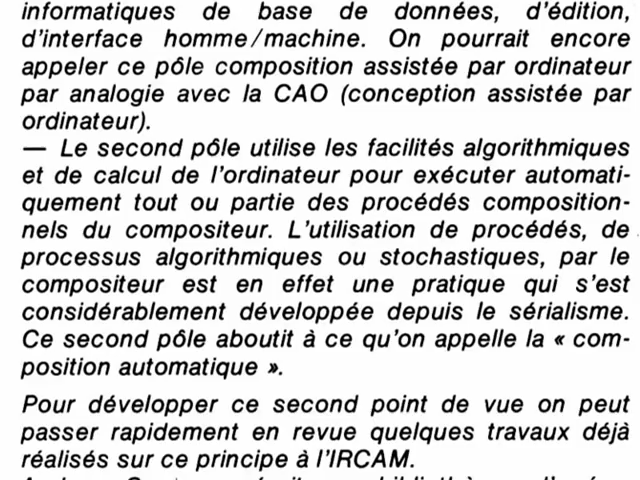 informatiques de base de données, d'édition,
d'interface homme/machine. On pourrait encore
appeler ce pôle composition assistée par ordinateur
par analogie avec la CAO (conception assistée par
ordinateur).
— Le second pôle utilise les facilités algorithmiques
et de calcul de l'ordinateur pour exécuter automati-
quement tout ou partie des procédés composition-
nels du compositeur. L'utilisation de procédés, de
processus algorithmiques ou stochastiques, par le
compositeur est en effet une pratique qui s'est
considérablement développée depuis le sérialisme.
Ce second pôle aboutit à ce qu'on appelle la « com-
position automatique ».
Pour développer ce second point de vue on peut
passer rapidement en revue quelques travaux déjà
réalisés sur ce principe à l'IRCAM.